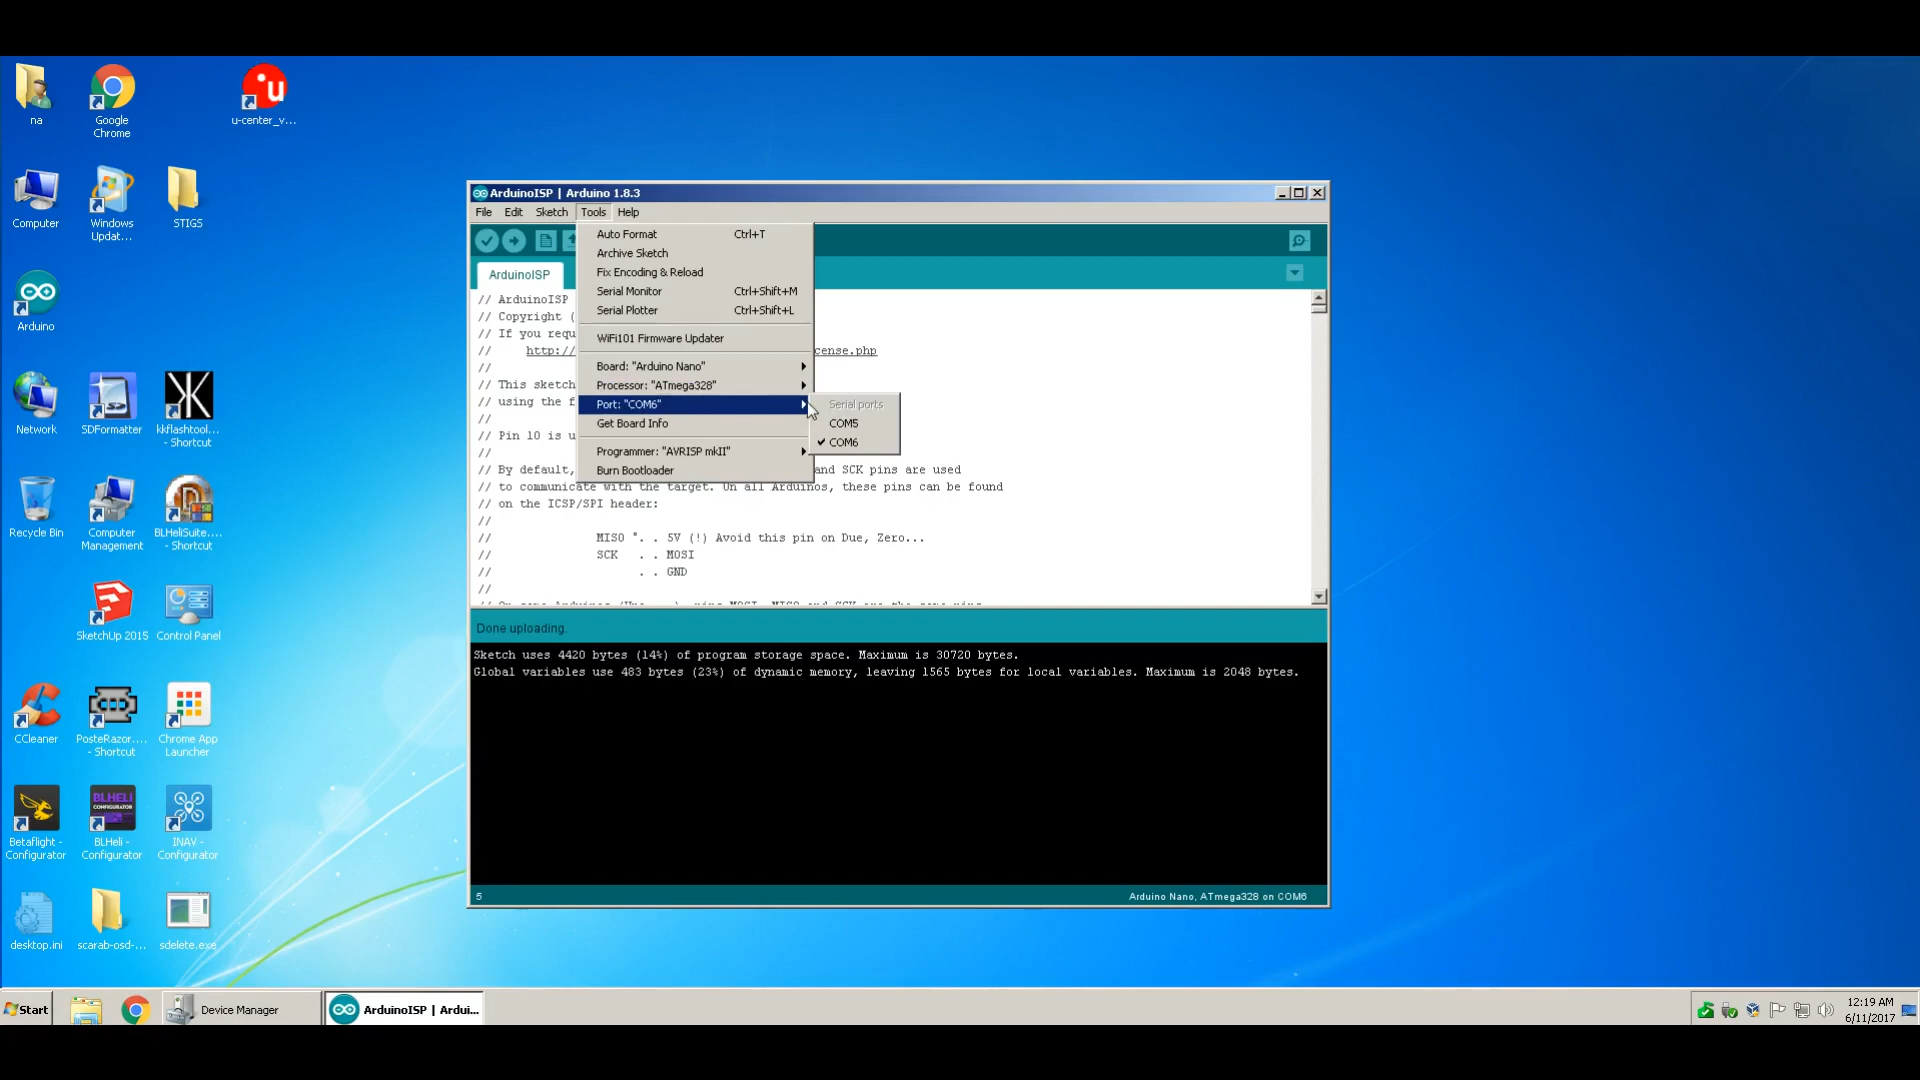 na
Google
Chrome
u-center_v...
Computer
Windows
Updat...
STIGS
Arduino
Network
SDFormatter
kkflashtool...
- Shortcut
Recycle Bin
Computer
Management
BLHeliSuite....
- Shortcut
SketchUp 2015
Control Panel
CCleaner
PosteRazor....
- Shortcut
Chrome App
Launcher
BLHELI
CONFIGURATOR
Betaflight -
Configurator
BLHeli -
Configurator
INAV -
Configurator
desktop.ini
scarab-osd-...
sdelete.exe
ArduinoISP | Arduino 1.8.3
File Edit Sketch Tools Help
Auto Format Ctrl+T
Archive Sketch
Fix Encoding & Reload
Serial Monitor Ctrl+Shift+M
Serial Plotter Ctrl+Shift+L
WiFi101 Firmware Updater
Board: "Arduino Nano"
Processor: "ATmega328"
Port: "COM6"
Get Board Info
Programmer: "AVRISP mkII"
Burn Bootloader
Serial ports
COM5
COM6
ArduinoISP
// ArduinoISP
// Copyright (
// If you requ
// http:// cense.php
//
// This sketch
// using the f
//
// Pin 10 is u
//
// By default, and SCK pins are used
// to communicate with the target. On all Arduinos, these pins can be found
// on the ICSP/SPI header:
//
// MISO °. . 5V (!) Avoid this pin on Due, Zero...
// SCK . . MOSI
// . . GND
//
Done uploading.
Sketch uses 4420 bytes (14%) of program storage space. Maximum is 30720 bytes.
Global variables use 483 bytes (23%) of dynamic memory, leaving 1565 bytes for local variables. Maximum is 2048 bytes.
5 Arduino Nano, ATmega328 on COM6
Start
Device Manager
ArduinoISP | Ardui...
12:19 AM
6/11/2017